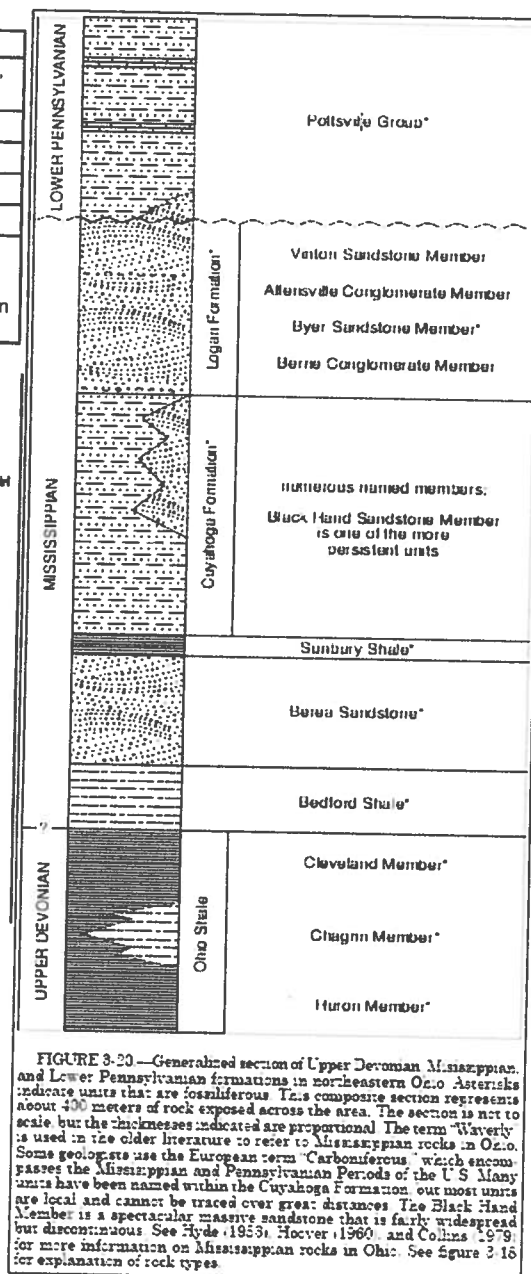 LOWER PENNSYLVANIAN
Pottsville Group*
MISSISSIPPIAN
Logan Formation*
Vinton Sandstone Member
Allensville Conglomerate Member
Byer Sandstone Member*
Berne Conglomerate Member
Cuyahoga Formation*
numerous named members;
Black Hand Sandstone Member
is one of the more
persistent units
Sunbury Shale*
Berea Sandstone*
Bedford Shale*
?
UPPER DEVONIAN
Ohio Shale
Cleveland Member*
Chagrin Member*
Huron Member*
FIGURE 3-20.—Generalized section of Upper Devonian, Mississippian,
and Lower Pennsylvanian formations in northeastern Ohio. Asterisks
indicate units that are fossiliferous. This composite section represents
about 400 meters of rock exposed across the area. The section is not to
scale, but the thicknesses indicated are proportional. The term "Waverly"
is used in the older literature to refer to Mississippian rocks in Ohio.
Some geologists use the European term "Carboniferous," which encom-
passes the Mississippian and Pennsylvanian Periods of the U.S. Many
units have been named within the Cuyahoga Formation, but most units
are local and cannot be traced over great distances. The Black Hand
Member is a spectacular massive sandstone that is fairly widespread
but discontinuous. See Hyde (1953), Hoover (1960), and Collins (1979)
for more information on Mississippian rocks in Ohio. See figure 3-18
for explanation of rock types.